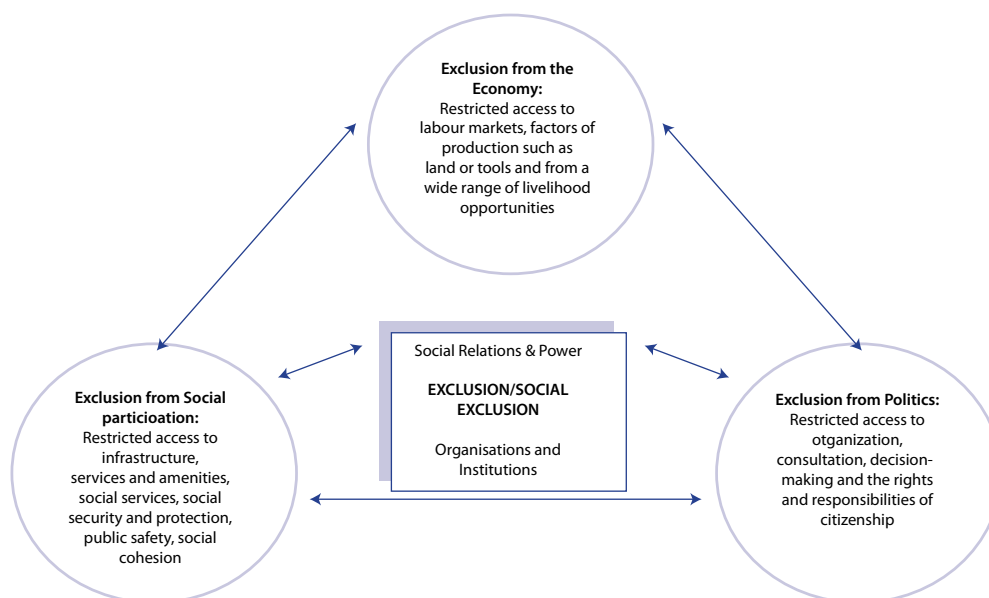 Exclusion from the
Economy:
Restricted access to
labour markets, factors of
production such as
land or tools and from a
wide range of livelihood
opportunities
Social Relations & Power
EXCLUSION/SOCIAL
EXCLUSION
Organisations and
Institutions
Exclusion from Social
particioation:
Restricted access to
infrastructure,
services and amenities,
social services, social
security and protection,
public safety, social
cohesion
Exclusion from Politics:
Restricted access to
otganization,
consultation, decision-
making and the rights
and responsibilities of
citizenship